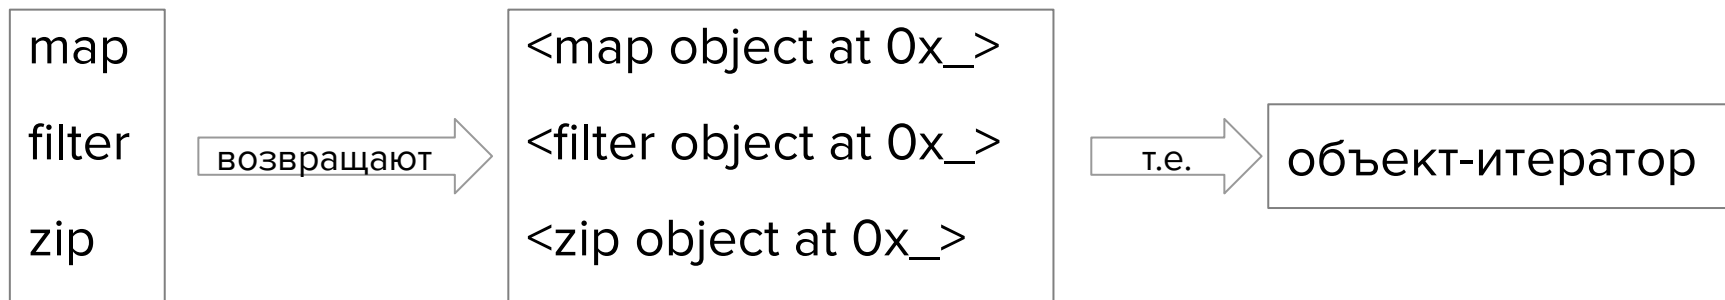 map
filter
zip
возвращают
<map object at 0x_>
<filter object at 0x_>
<zip object at 0x_>
т.е.
объект-итератор